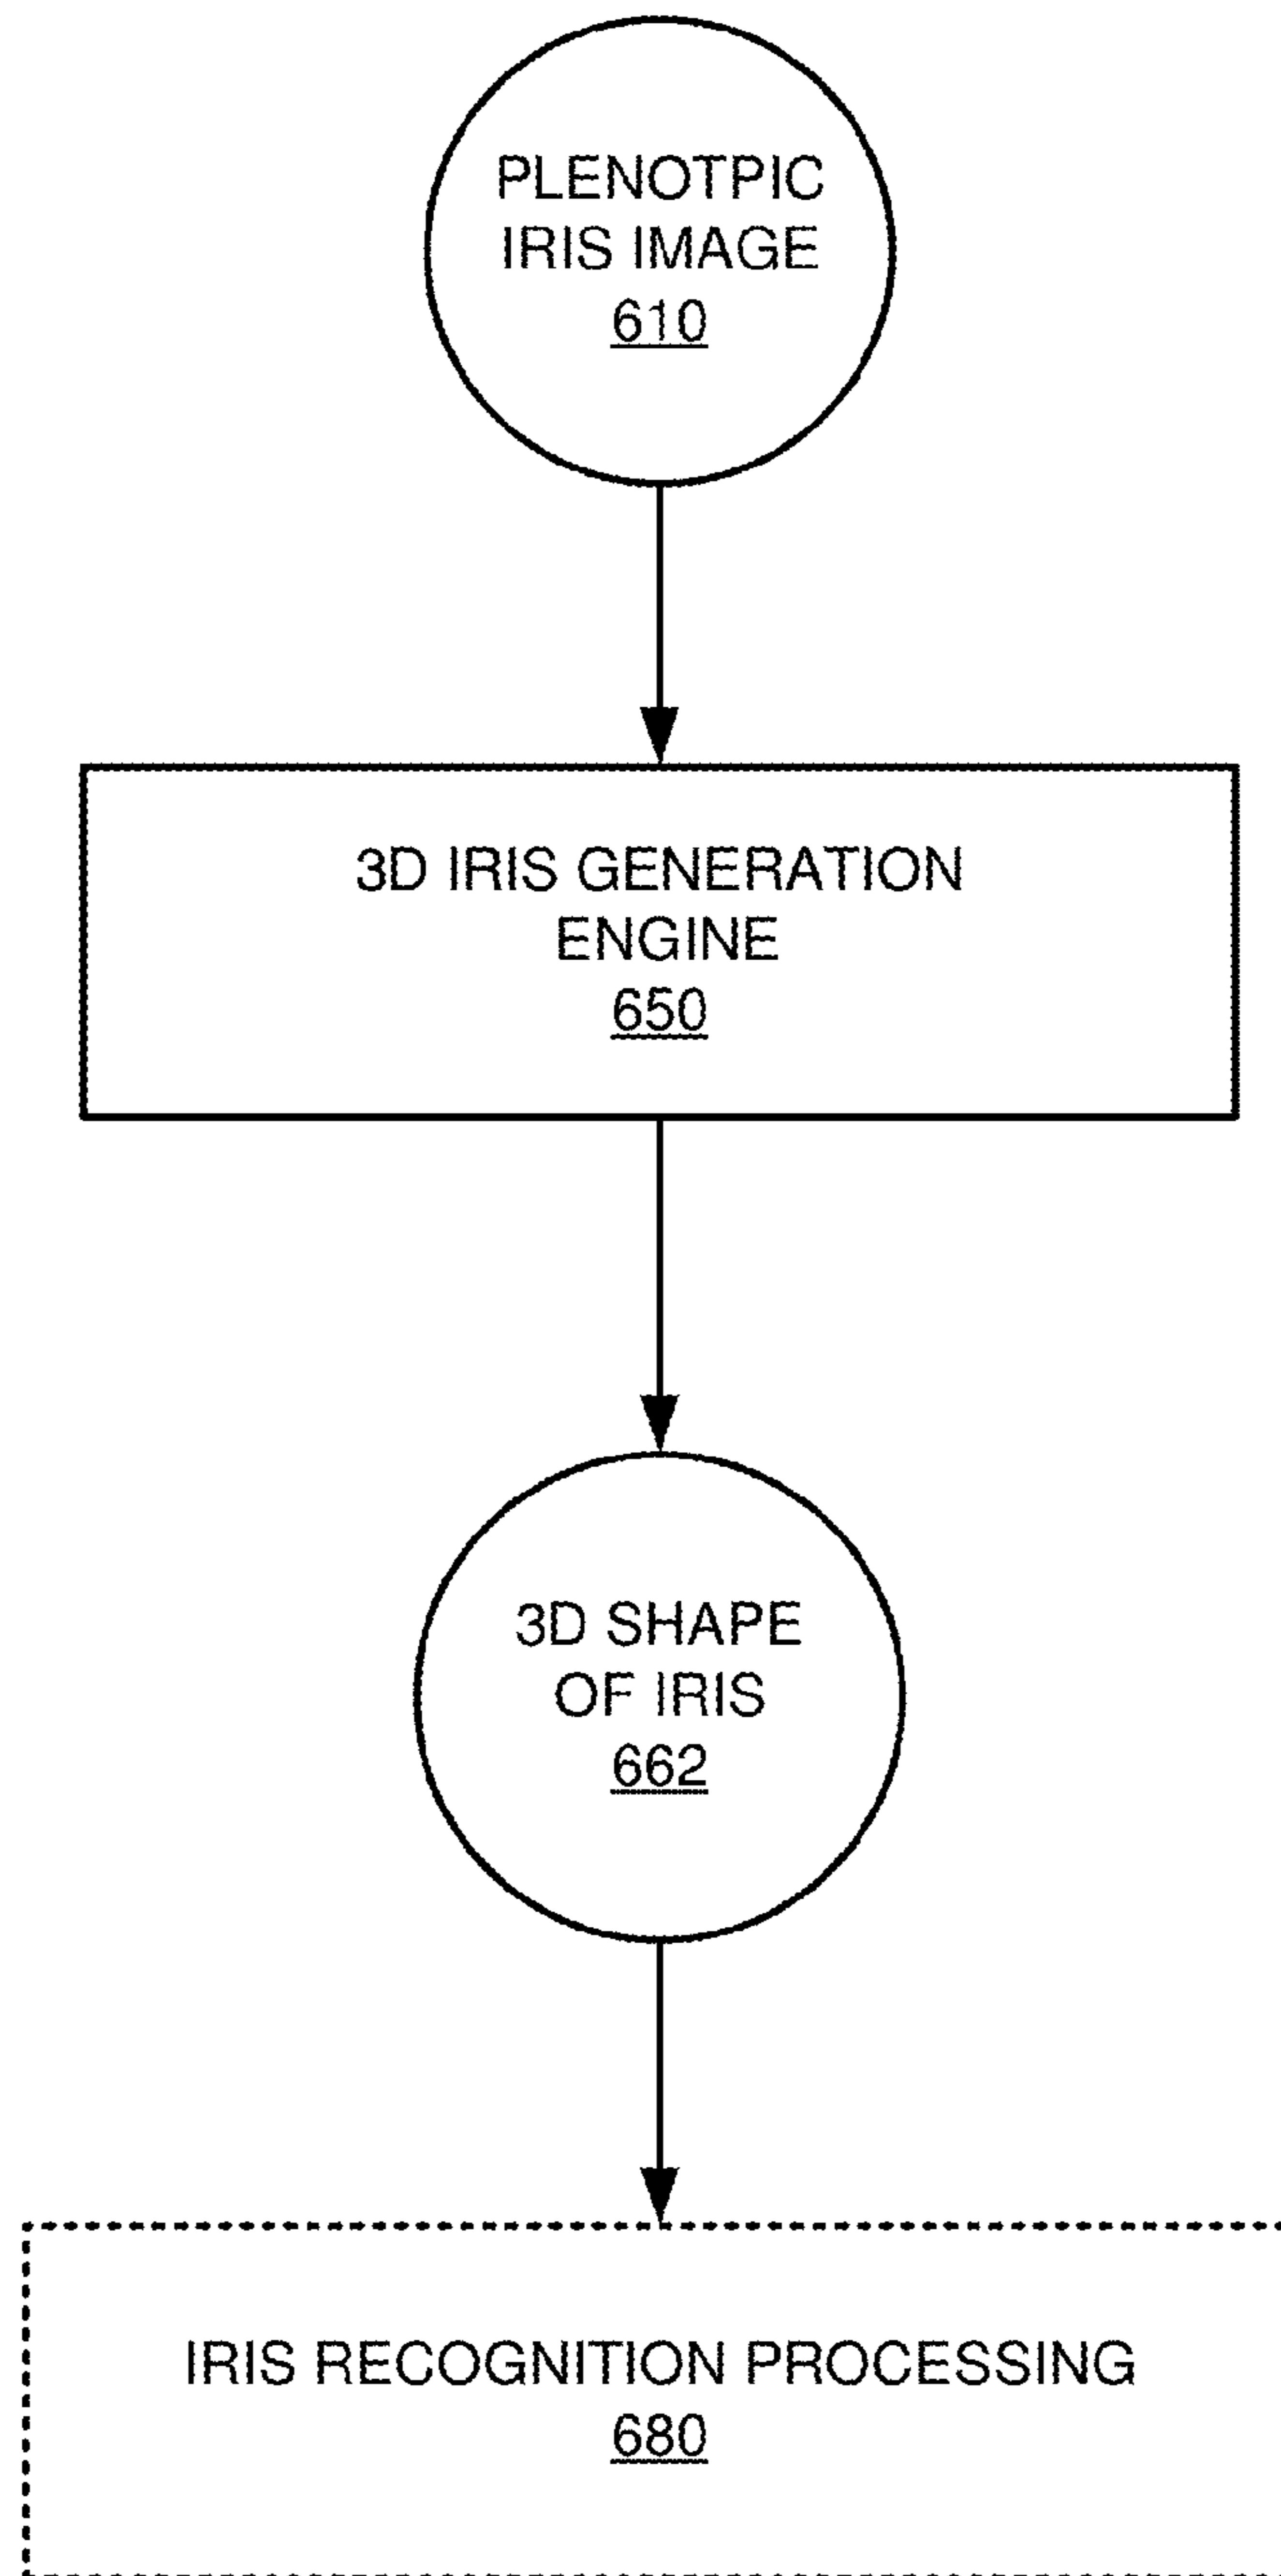 PLENOTPIC
IRIS IMAGE
610
3D IRIS GENERATION
ENGINE
650
3D SHAPE
OF IRIS
662
IRIS RECOGNITION PROCESSING
680